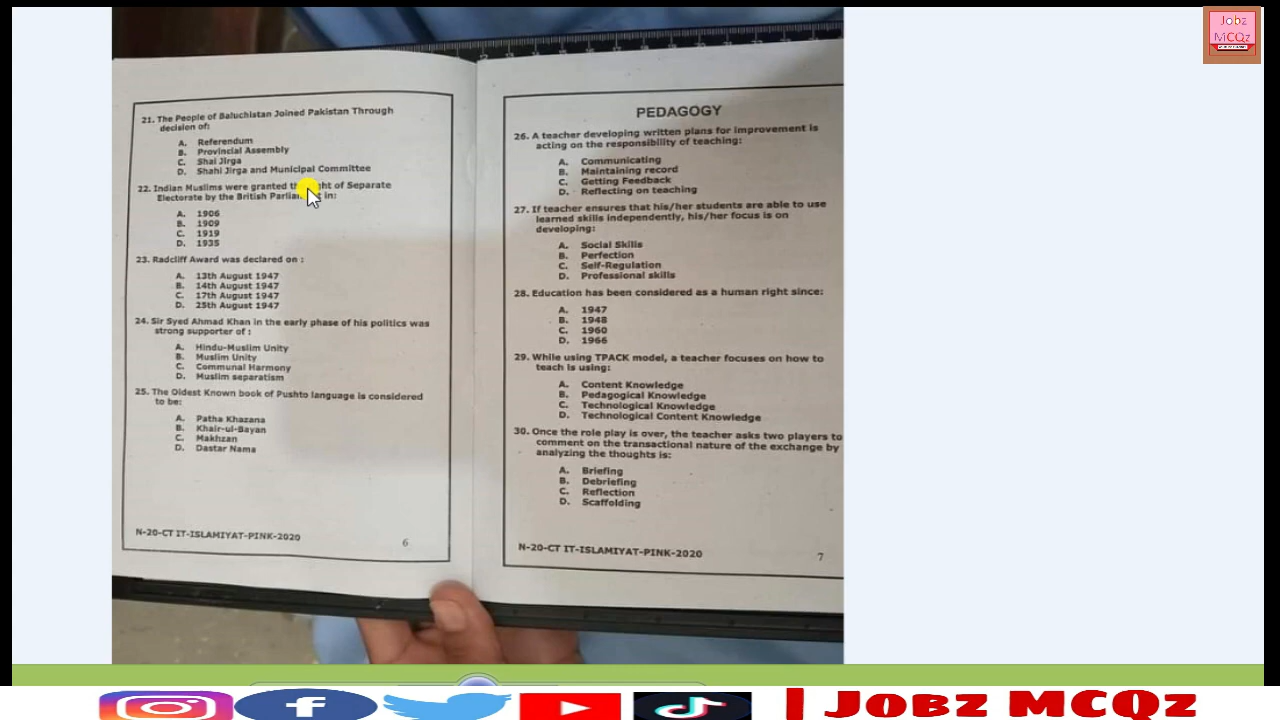 Jobz
MCQz
21. The People of Baluchistan Joined Pakistan Through
decision of:
A. Referendum
B. Provincial Assembly
C. Shai Jirga
D. Shahi Jirga and Municipal Committee
22. Indian Muslims were granted of Separate
Electorate by the British in:
A. 1906
B. 1909
C. 1919
D. 1935
23. Radcliff Award was declared on :
A. 13th August 1947
B. 14th August 1947
C. 17th August 1947
D. 25th August 1947
24. Sir Syed Ahmad Khan in the early phase of his politics was
strong supporter of :
A. Hindu-Muslim Unity
B. Muslim Unity
C. Communal Harmony
D. Muslim separatism
25. The Oldest Known book of Pushto language is considered
to be:
A. Patha Khazana
B. Khair-ul-Bayan
C. Makhzan
D. Dastar Nama
N-20-CT IT-ISLAMIYAT-PINK-2020
6
PEDAGOGY
26. A teacher developing written plans for improvement is
acting on the responsibility of teaching:
A. Communicating
B. Maintaining record
C. Getting Feedback
D. Reflecting on teaching
27. If teacher ensures that his/her students are able to use
learned skills independently, his/her focus is on
developing:
A. Social Skills
B. Perfection
C. Self-Regulation
D. Professional skills
28. Education has been considered as a human right since:
A. 1947
B. 1948
C. 1960
D. 1966
29. While using TPACK model, a teacher focuses on how to
teach is using:
A. Content Knowledge
B. Pedagogical Knowledge
C. Technological Knowledge
D. Technological Content Knowledge
30. Once the role play is over, the teacher asks two players to
comment on the transactional nature of the exchange by
analyzing the thoughts is:
A. Briefing
B. Debriefing
C. Reflection
D. Scaffolding
N-20-CT IT-ISLAMIYAT-PINK-2020
7
| Jobz MCQz